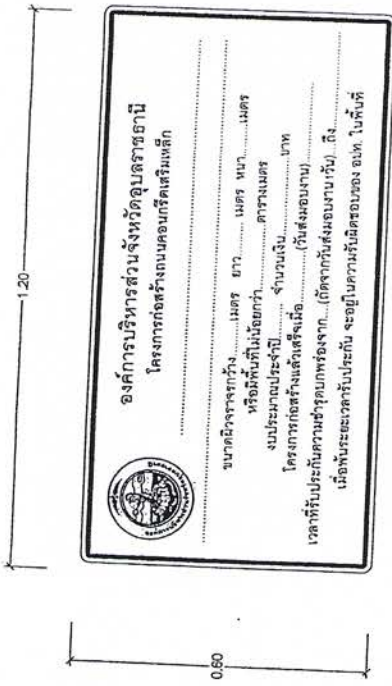 1.20
0.60
องค์การบริหารส่วนจังหวัดอุบลราชธานี
โครงการก่อสร้างถนนคอนกรีตเสริมเหล็ก
ขนาดผิวจราจรกว้าง..........เมตร ยาว..........เมตร หนา..........เมตร
หรือมีพื้นที่ไม่น้อยกว่า..........ตารางเมตร
งบประมาณประจำปี..........จำนวนเงิน..........บาท
โครงการก่อสร้างแล้วเสร็จเมื่อ..........(วันส่งมอบงาน)..........
เวลาที่รับประกันความชำรุดบกพร่องจาก....(ถัดจากวันส่งมอบงาน1วัน)....ถึง..........
เมื่อพ้นระยะเวลารับประกัน จะอยู่ในความรับผิดชอบของ อปท. ในพื้นที่